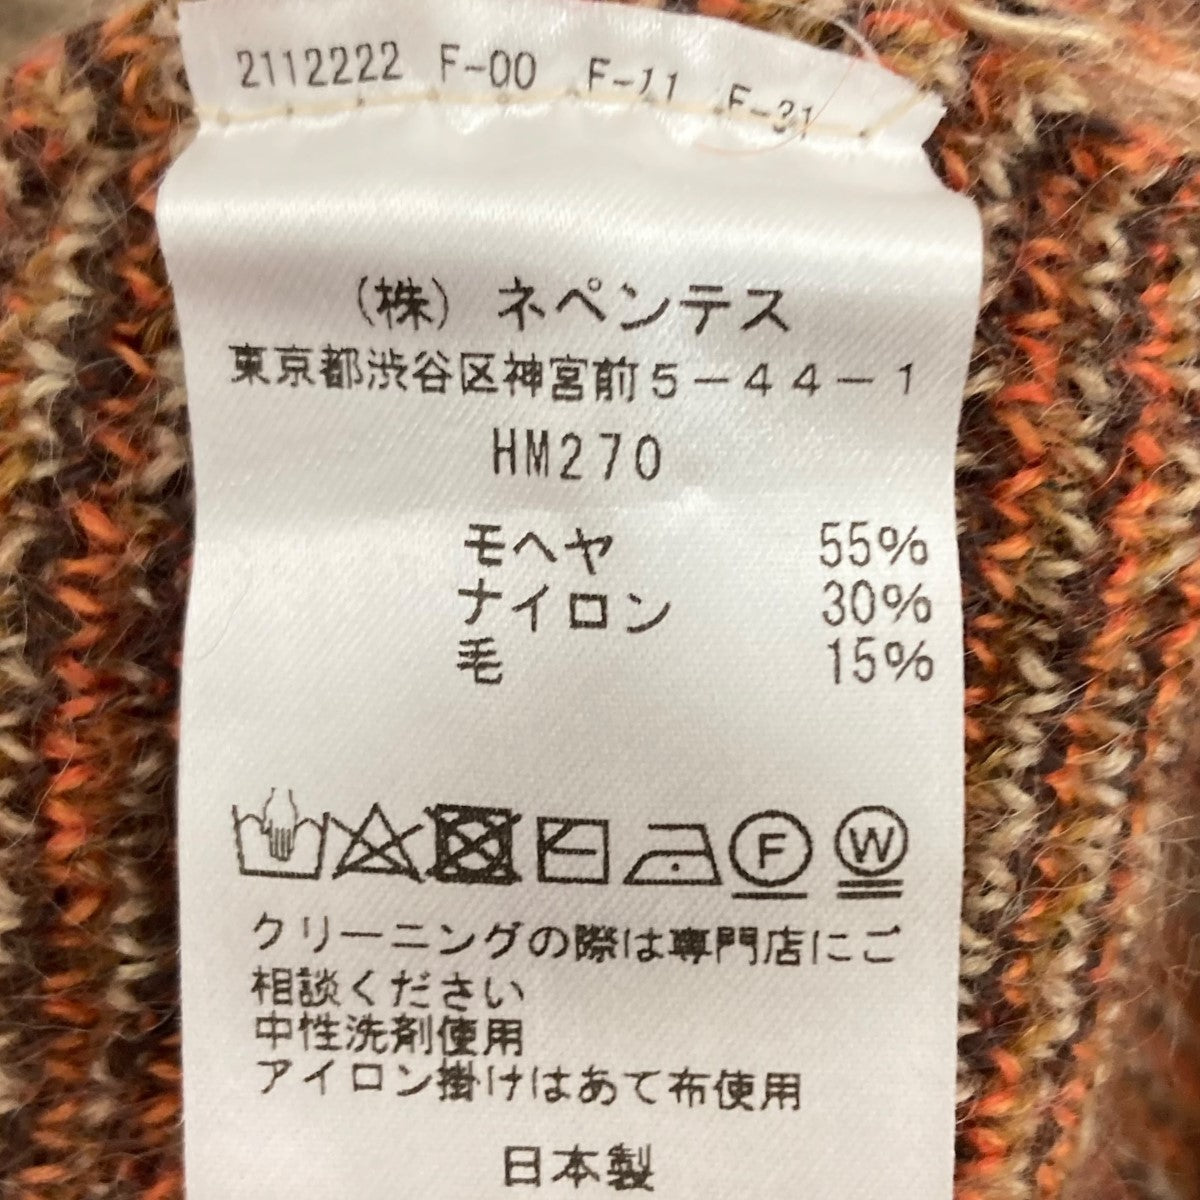 2112222 F-00 F-11 F-31
(株) ネペンテス
東京都渋谷区神宮前5-44-1
HM270
モヘヤ 55%
ナイロン 30%
毛 15%
F W
クリーニングの際は専門店にご
相談ください
中性洗剤使用
アイロン掛けはあて布使用
日本製